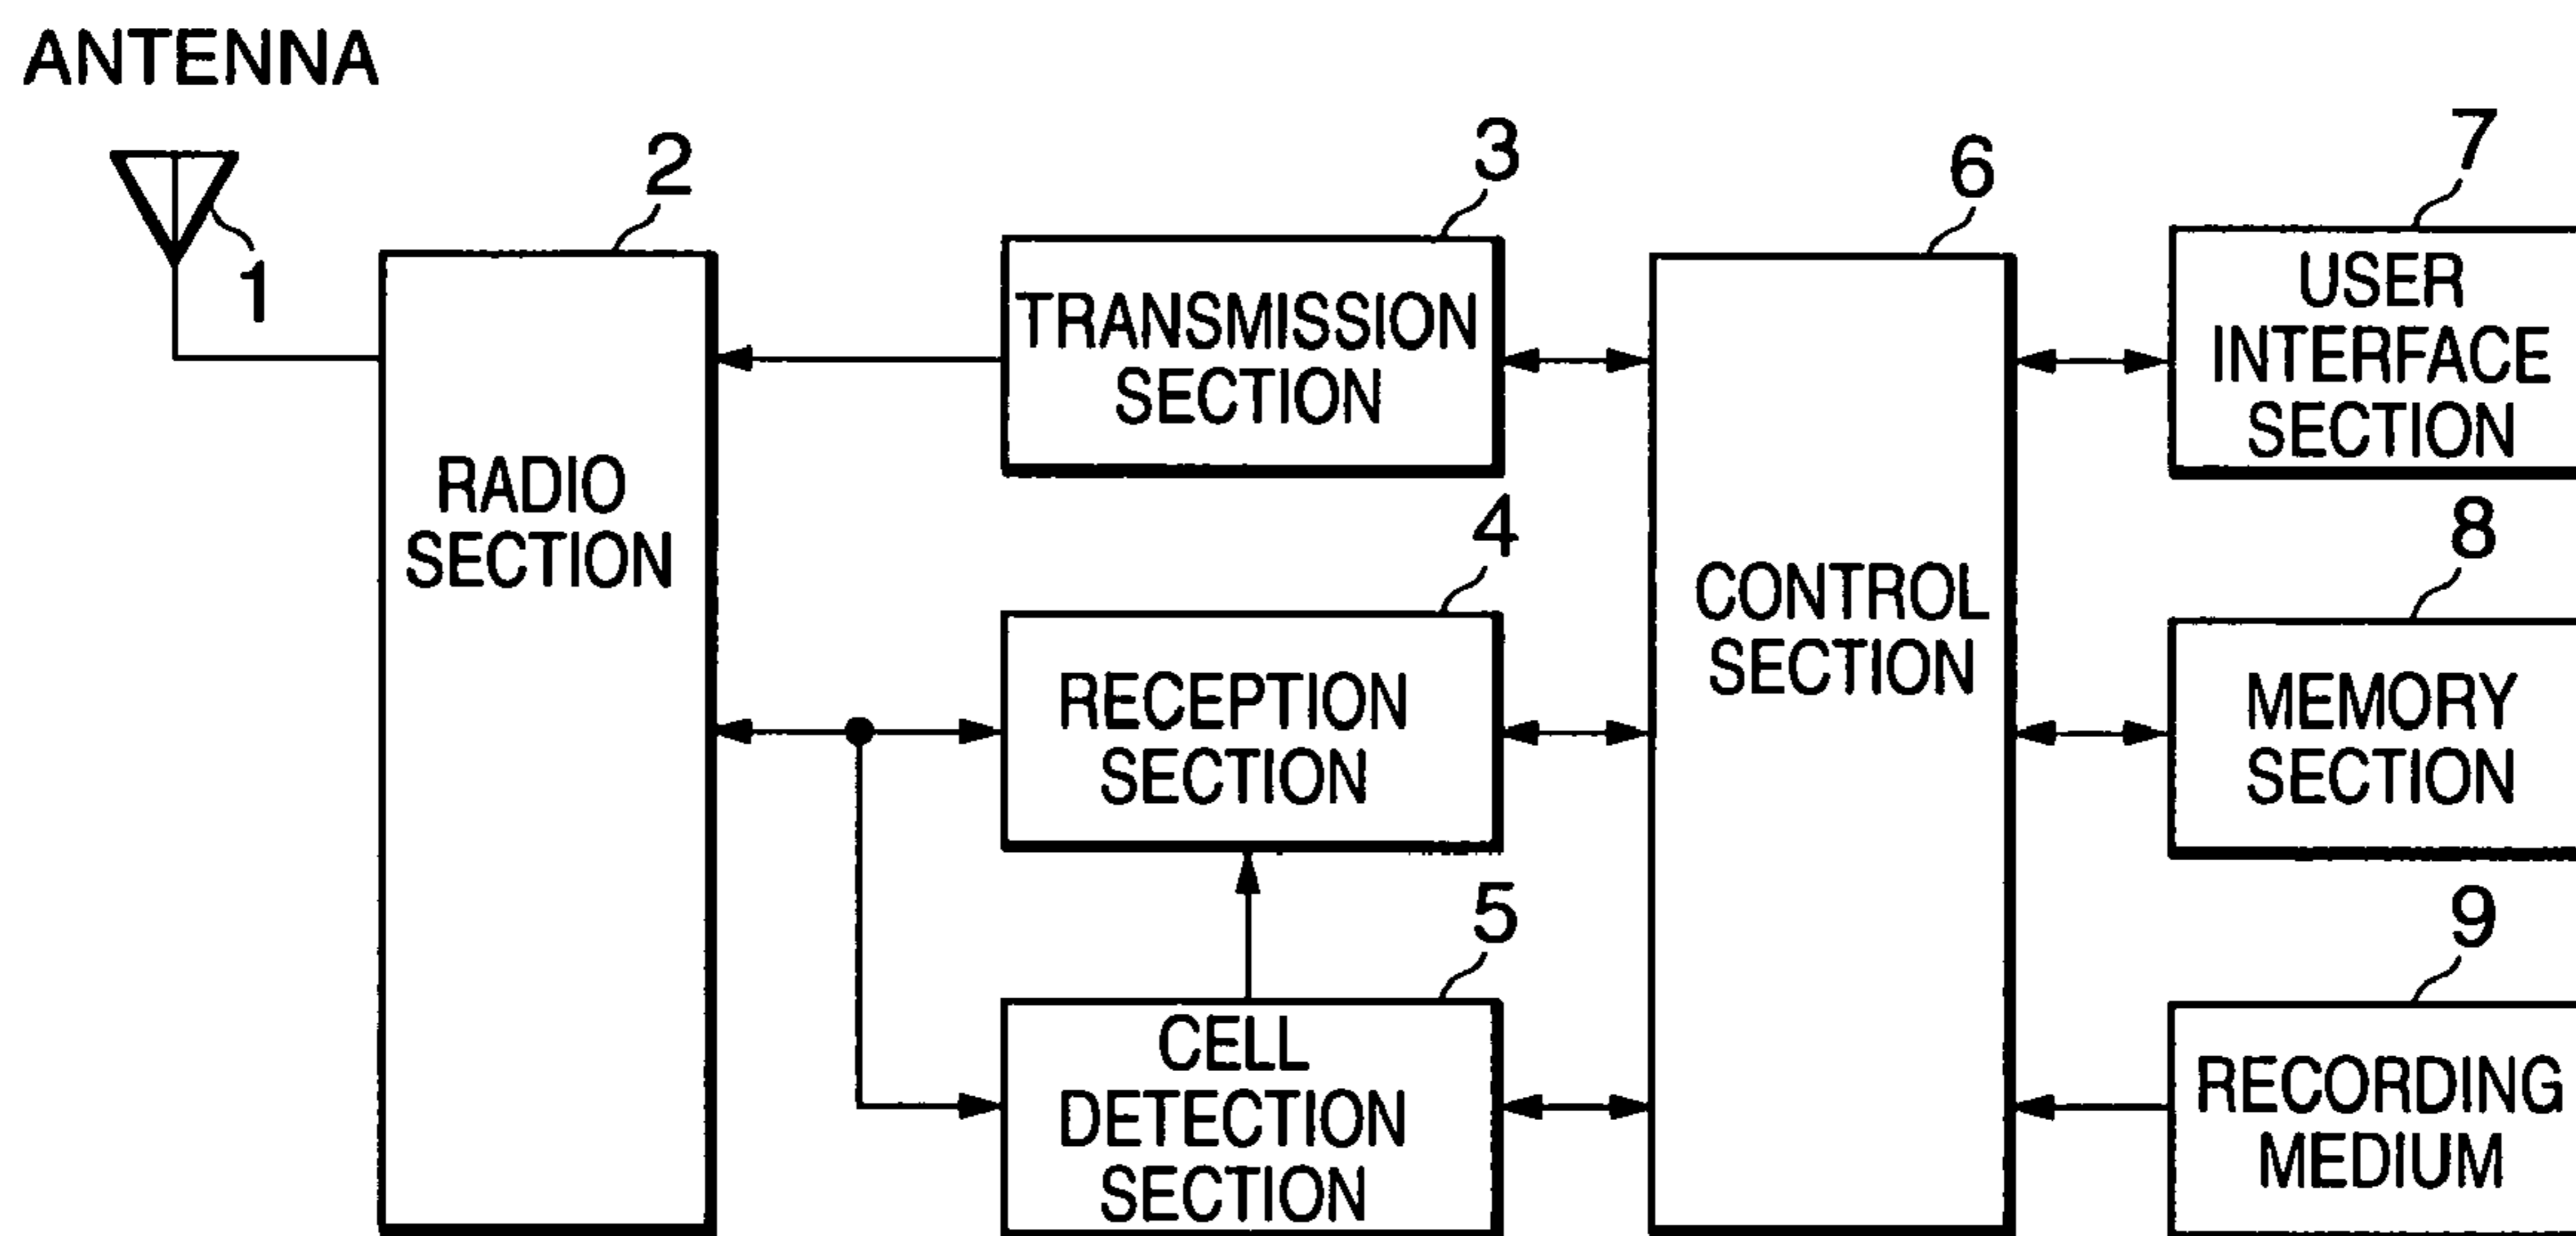 ANTENNA
1
2
RADIO
SECTION
3
TRANSMISSION
SECTION
4
RECEPTION
SECTION
5
CELL
DETECTION
SECTION
6
CONTROL
SECTION
7
USER
INTERFACE
SECTION
8
MEMORY
SECTION
9
RECORDING
MEDIUM